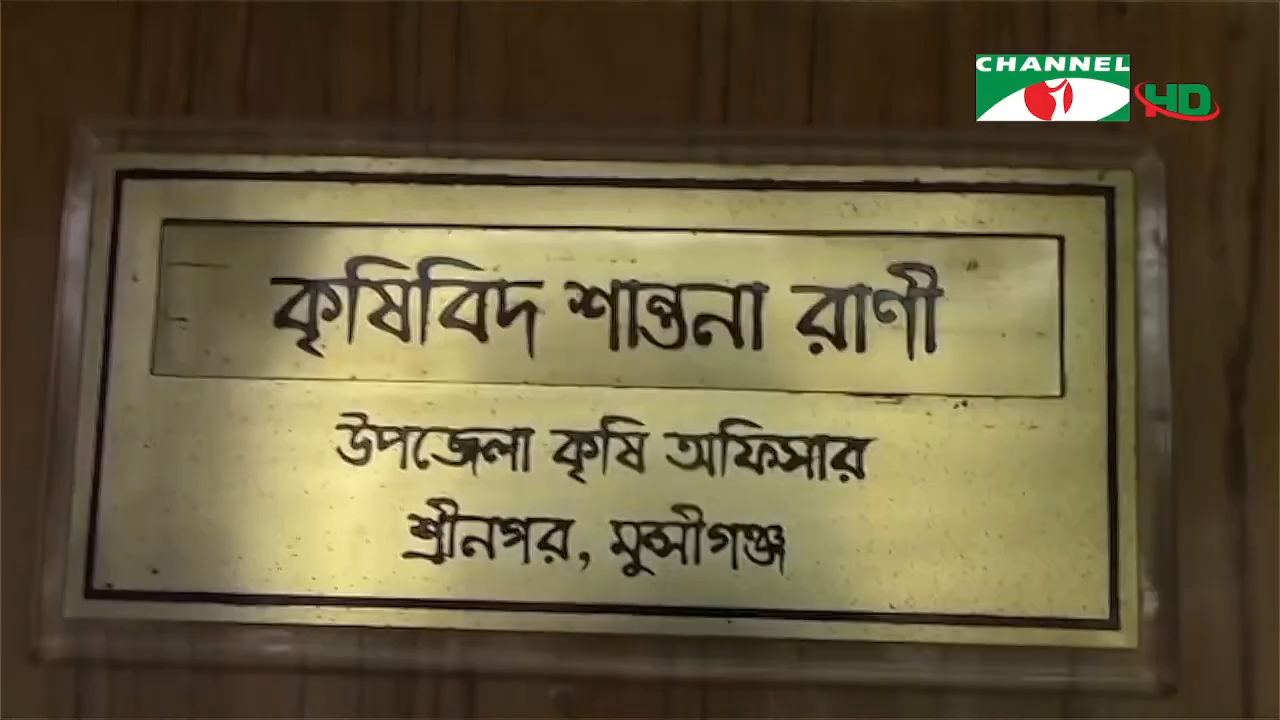 CHANNEL i HD
কৃষিবিদ শান্তনা রাণী
উপজেলা কৃষি অফিসার
শ্রীনগর, মুন্সীগঞ্জ